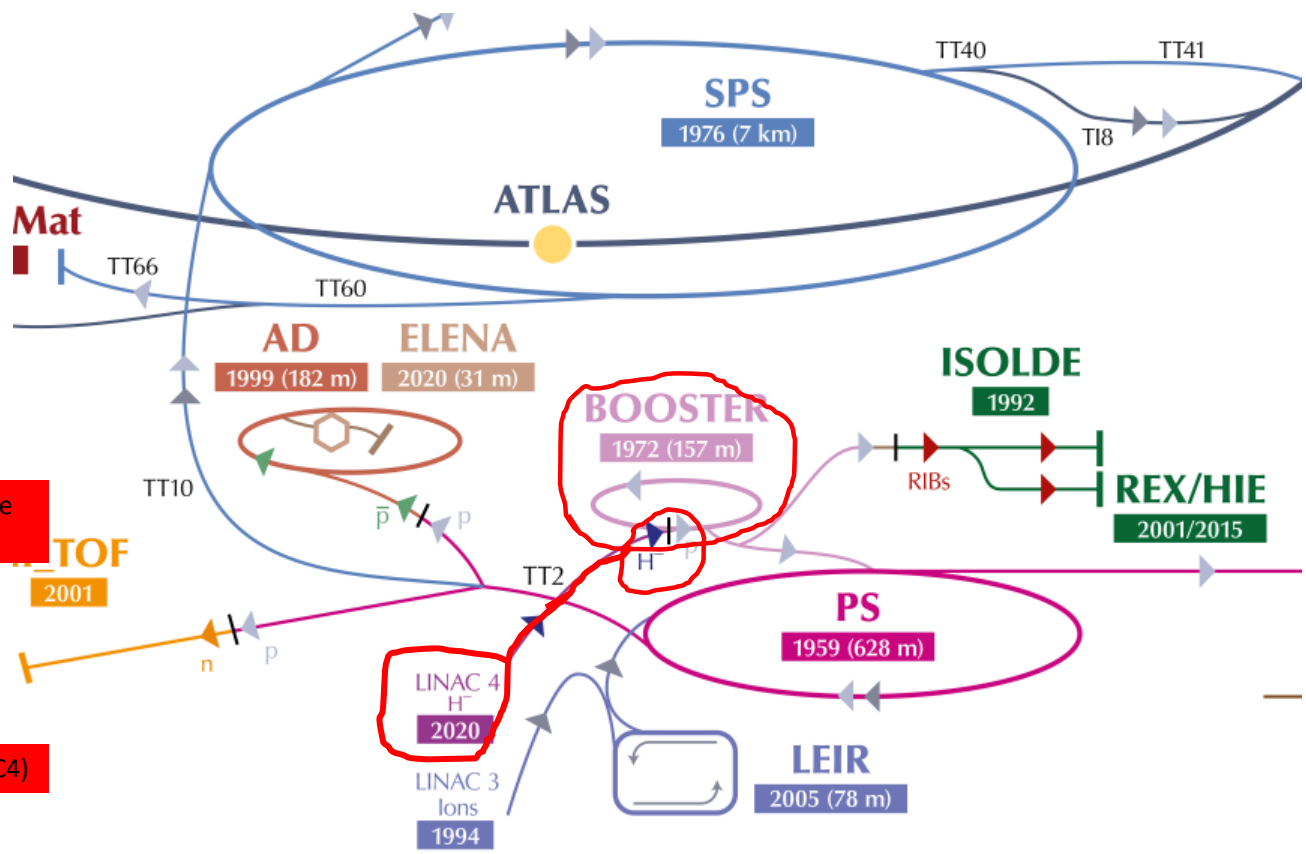 TT40
TT41
SPS
1976 (7 km)
TI8
ATLAS
Mat
TT66
TT60
AD
ELENA
1999 (182 m)
2020 (31 m)
ISOLDE
1992
BOOSTER
1972 (157 m)
TT10
p̅
p
RIBs
REX/HIE
2001/2015
e
_TOF
2001
TT2
H⁻
p
n
p
PS
1959 (628 m)
LINAC 4
H⁻
2020
C4)
LINAC 3
Ions
1994
LEIR
2005 (78 m)